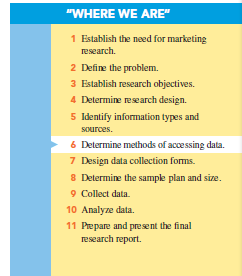 "WHERE WE ARE"
1 Establish the need for marketing
research.
2 Define the problem.
3 Establish research objectives.
4 Determine research design.
5 Identify information types and
sources.
6 Determine methods of accessing data.
7 Design data collection forms.
8 Determine the sample plan and size.
9 Collect data.
10 Analyze data.
11 Prepare and present the final
research report.